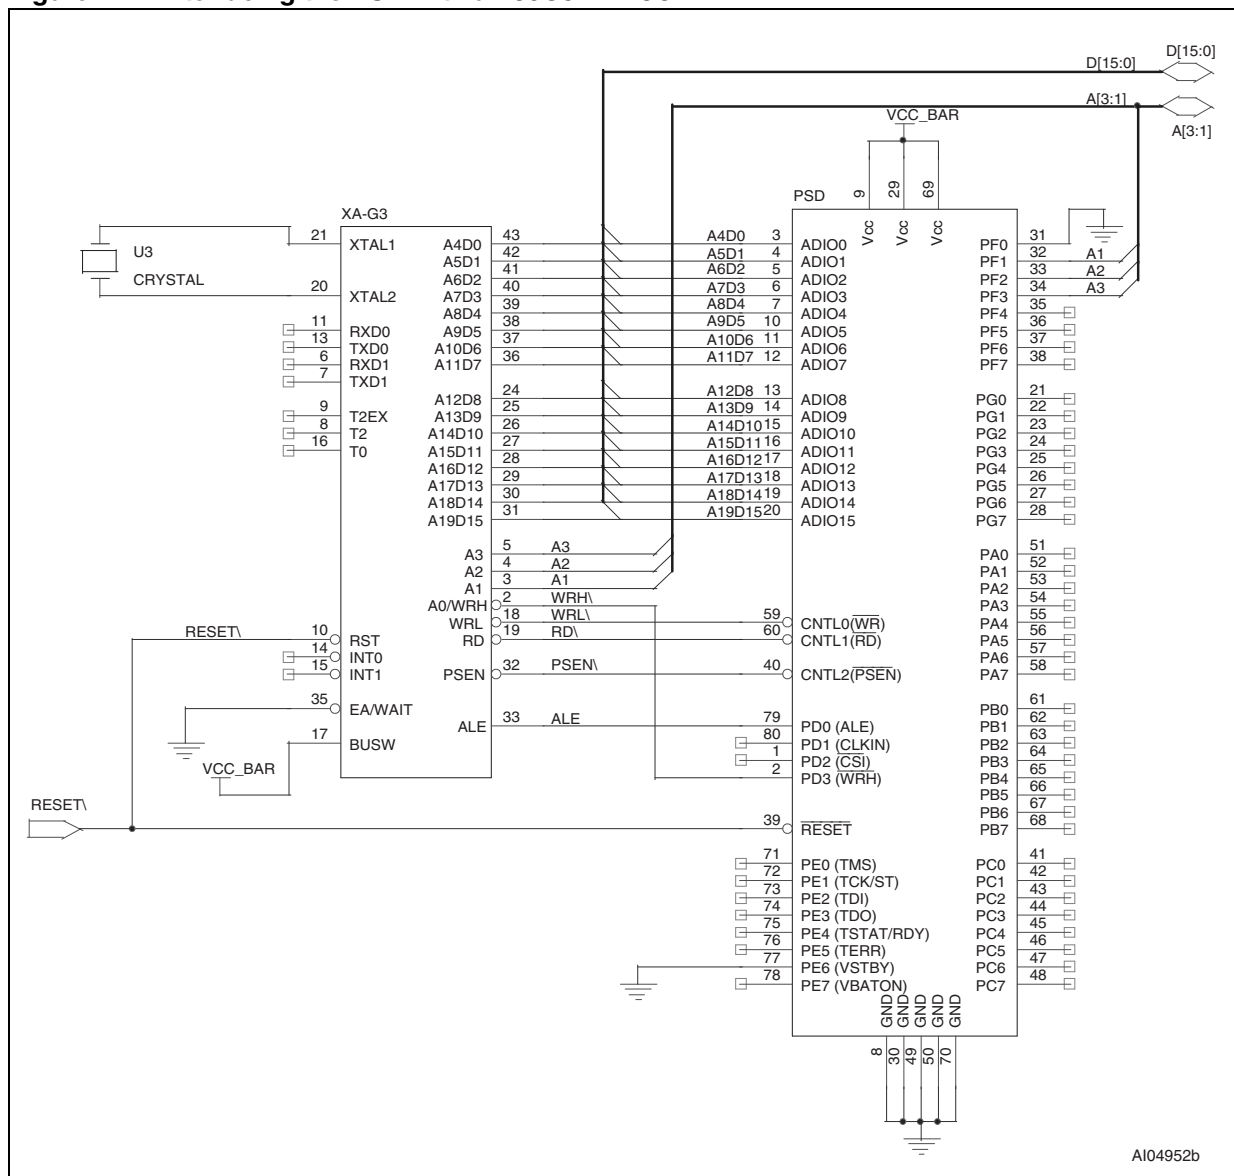 D[15:0]
D[15:0]
A[3:1]
A[3:1]
VCC_BAR
9 29 69
Vcc Vcc Vcc
XA-G3
PSD
U3
CRYSTAL
21 XTAL1
20 XTAL2
11 RXD0
13 TXD0
6 RXD1
7 TXD1
9 T2EX
8 T2
16 T0
RESET\ 10 RST
14 INT0
15 INT1
35 EA/WAIT
17 BUSW
VCC_BAR
RESET\
A4D0 43
A5D1 42
A6D2 41
A7D3 40
A8D4 39
A9D5 38
A10D6 37
A11D7 36
A12D8 24
A13D9 25
A14D10 26
A15D11 27
A16D12 28
A17D13 29
A18D14 30
A19D15 31
A3 5 A3
A2 4 A2
A1 3 A1
A0/WRH 2 WRH\
WRL 18 WRL\
RD 19 RD\
PSEN 32 PSEN\
ALE 33 ALE
A4D0 3 ADIO0
A5D1 4 ADIO1
A6D2 5 ADIO2
A7D3 6 ADIO3
A8D4 7 ADIO4
A9D5 10 ADIO5
A10D6 11 ADIO6
A11D7 12 ADIO7
A12D8 13 ADIO8
A13D9 14 ADIO9
A14D10 15 ADIO10
A15D11 16 ADIO11
A16D12 17 ADIO12
A17D13 18 ADIO13
A18D14 19 ADIO14
A19D15 20 ADIO15
59 CNTL0(WR)
60 CNTL1(RD)
40 CNTL2(PSEN)
79 PD0 (ALE)
80 PD1 (CLKIN)
1 PD2 (CSI)
2 PD3 (WRH)
39 RESET
71 PE0 (TMS)
72 PE1 (TCK/ST)
73 PE2 (TDI)
74 PE3 (TDO)
75 PE4 (TSTAT/RDY)
76 PE5 (TERR)
77 PE6 (VSTBY)
78 PE7 (VBATON)
PF0 31
PF1 32 A1
PF2 33 A2
PF3 34 A3
PF4 35
PF5 36
PF6 37
PF7 38
PG0 21
PG1 22
PG2 23
PG3 24
PG4 25
PG5 26
PG6 27
PG7 28
PA0 51
PA1 52
PA2 53
PA3 54
PA4 55
PA5 56
PA6 57
PA7 58
PB0 61
PB1 62
PB2 63
PB3 64
PB4 65
PB5 66
PB6 67
PB7 68
PC0 41
PC1 42
PC2 43
PC3 44
PC4 45
PC5 46
PC6 47
PC7 48
GND GND GND GND GND
8 30 49 50 70
AI04952b